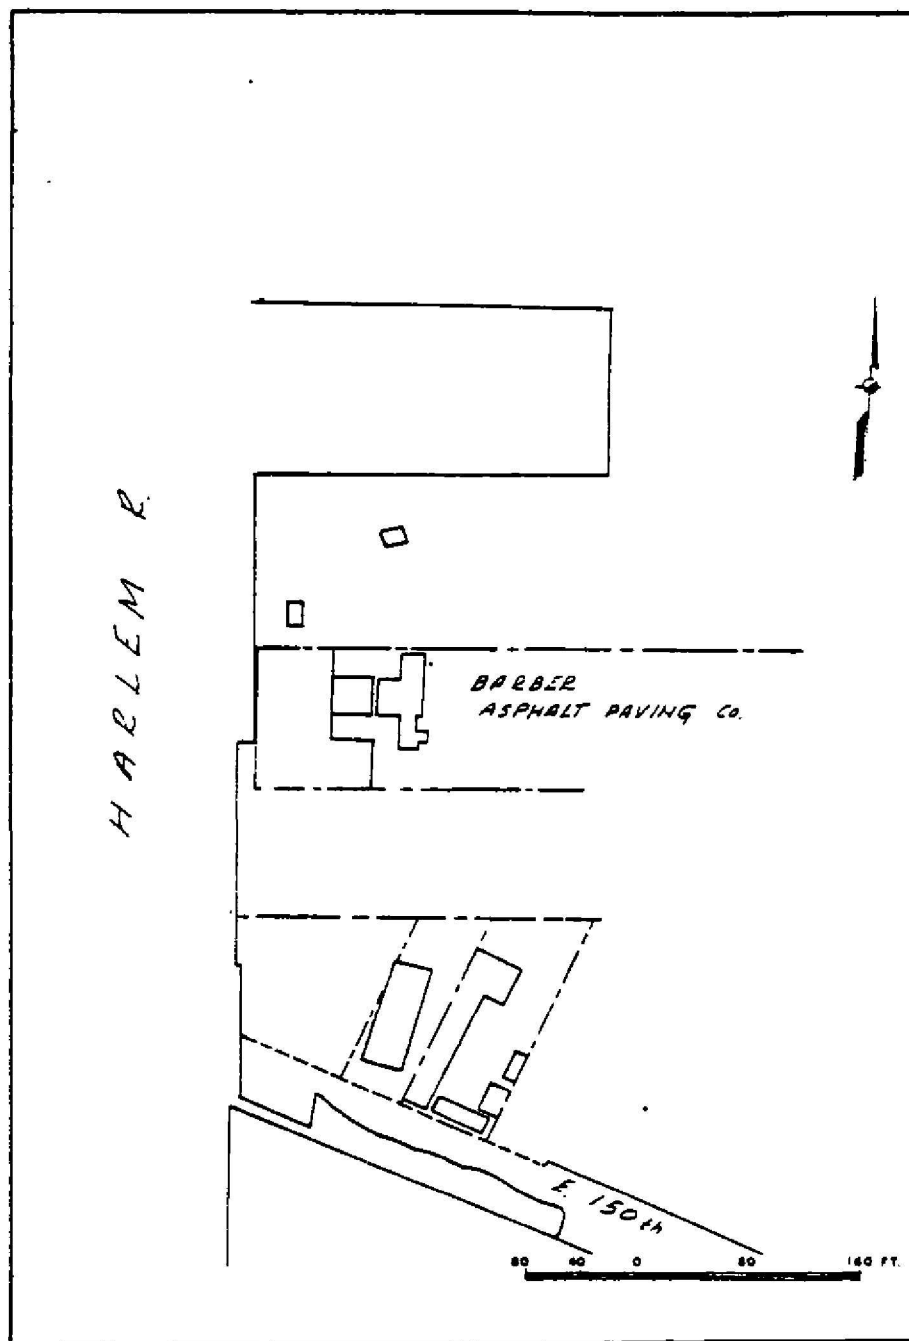 HARLEM R.
BARBER
ASPHALT PAVING CO.
E. 150th
80 40 0 80 160 FT.